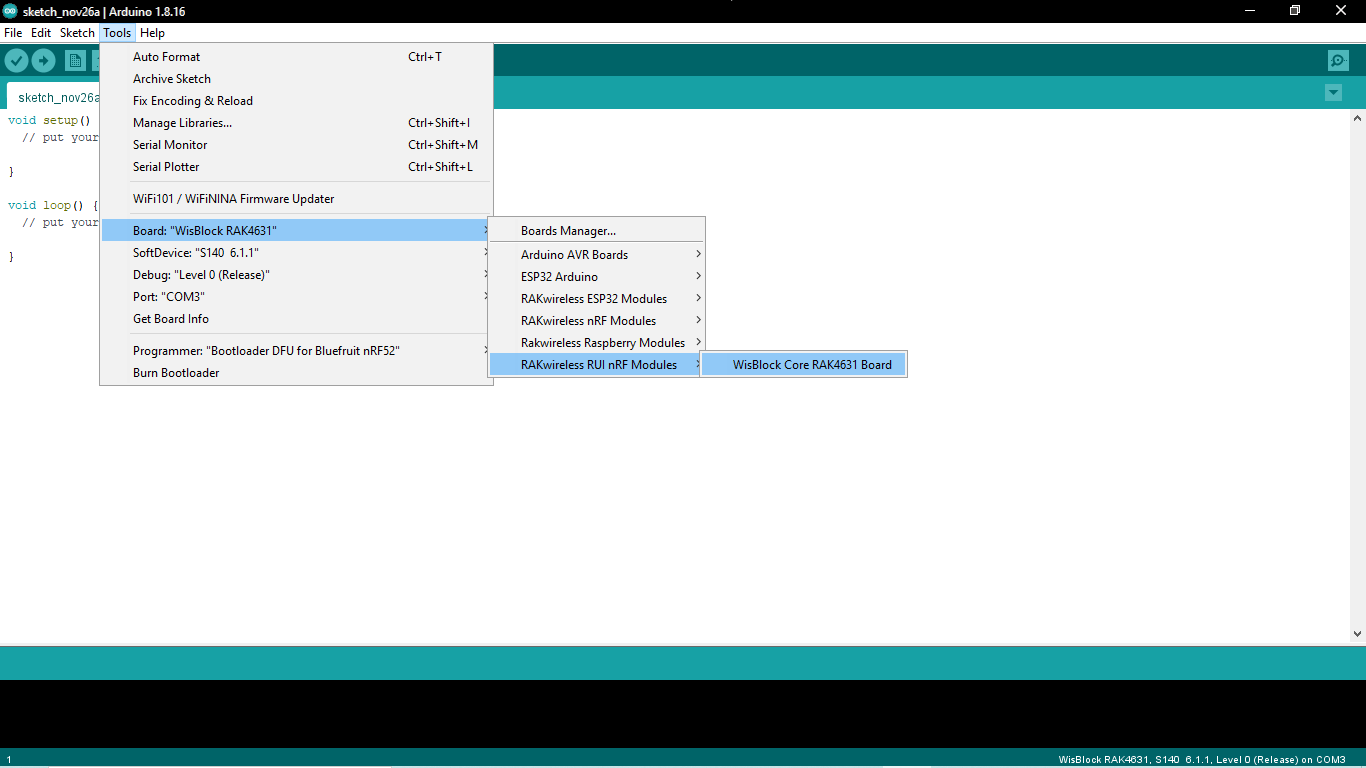 sketch_nov26a | Arduino 1.8.16
File Edit Sketch Tools Help
Auto Format Ctrl+T
Archive Sketch
Fix Encoding & Reload
Manage Libraries... Ctrl+Shift+I
Serial Monitor Ctrl+Shift+M
Serial Plotter Ctrl+Shift+L
WiFi101 / WiFiNINA Firmware Updater
Board: "WisBlock RAK4631"
SoftDevice: "S140 6.1.1"
Debug: "Level 0 (Release)"
Port: "COM3"
Get Board Info
Programmer: "Bootloader DFU for Bluefruit nRF52"
Burn Bootloader
Boards Manager...
Arduino AVR Boards
ESP32 Arduino
RAKwireless ESP32 Modules
RAKwireless nRF Modules
Rakwireless Raspberry Modules
RAKwireless RUI nRF Modules
WisBlock Core RAK4631 Board
sketch_nov26a
void setup()
// put your
}
void loop() {
// put your
}
1
WisBlock RAK4631, S140 6.1.1, Level 0 (Release) on COM3